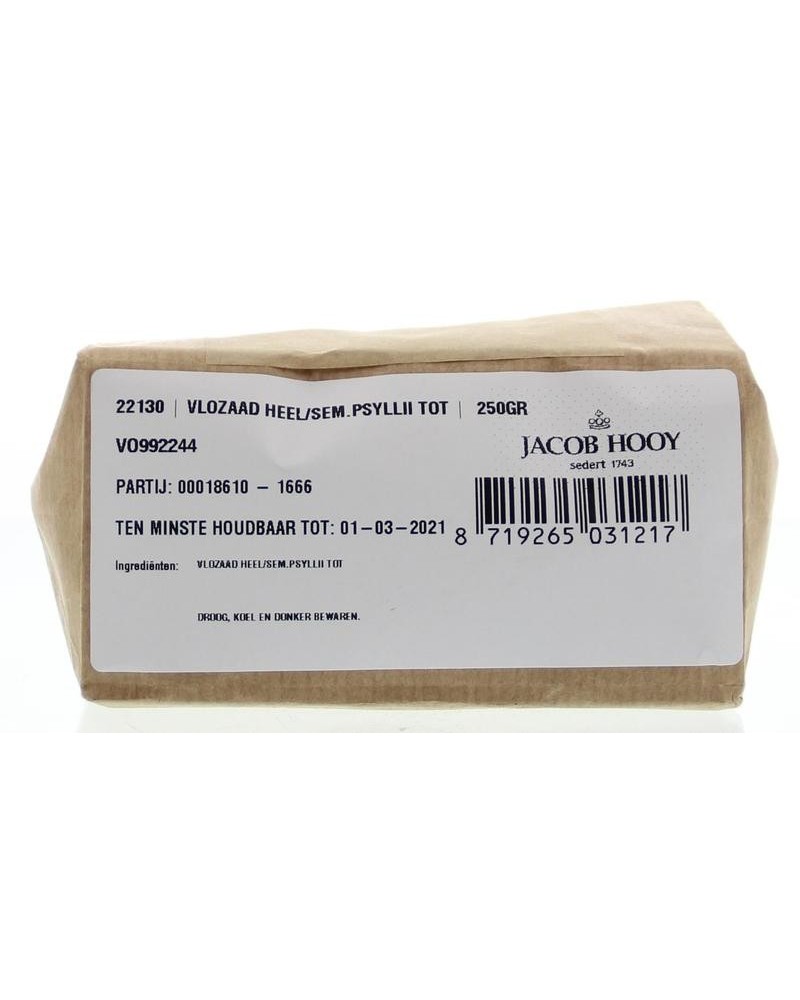 22130 | VLOZAAD HEEL/SEM.PSYLLII TOT | 250GR
VO992244
JACOB HOOY
sedert 1743
PARTIJ: 00018610 – 1666
TEN MINSTE HOUDBAAR TOT: 01–03–2021
8 719265 031217
Ingrediënten: VLOZAAD HEEL/SEM.PSYLLII TOT
DROOG, KOEL EN DONKER BEWAREN.